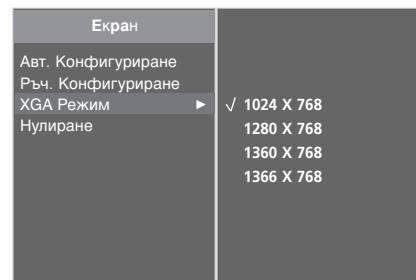 Екран
Авт. Конфигуриране
Ръч. Конфигуриране
XGA Режим ►
Нулиране
√ 1024 X 768
1280 X 768
1360 X 768
1366 X 768